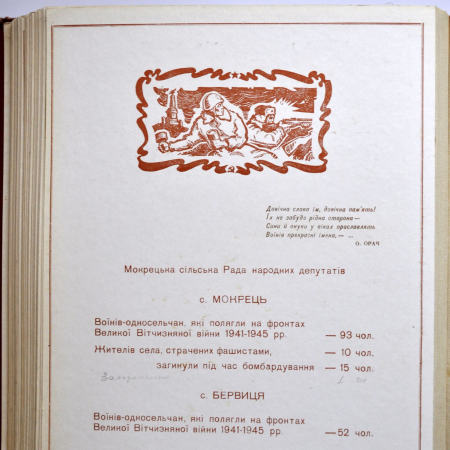 Довічна слава їм, довічна пам'ять!
Їх не забудо рідна сторона—
Сини й онуки у віках прославлять
Воїнів прекрасні імена,— ...
О. ОРАЧ
Мокрецька сільська Рада народних депутатів
с. МОКРЕЦЬ
Воїнів-односельчан, які полягли на фронтах
Великої Вітчизняної війни 1941-1945 рр. — 93 чол.
Жителів села, страчених фашистами, — 10 чол.
загинули під час бомбардування — 15 чол.
с. БЕРВИЦЯ
Воїнів-односельчан, які полягли на фронтах
Великої Вітчизняної війни 1941-1945 рр. — 52 чол.